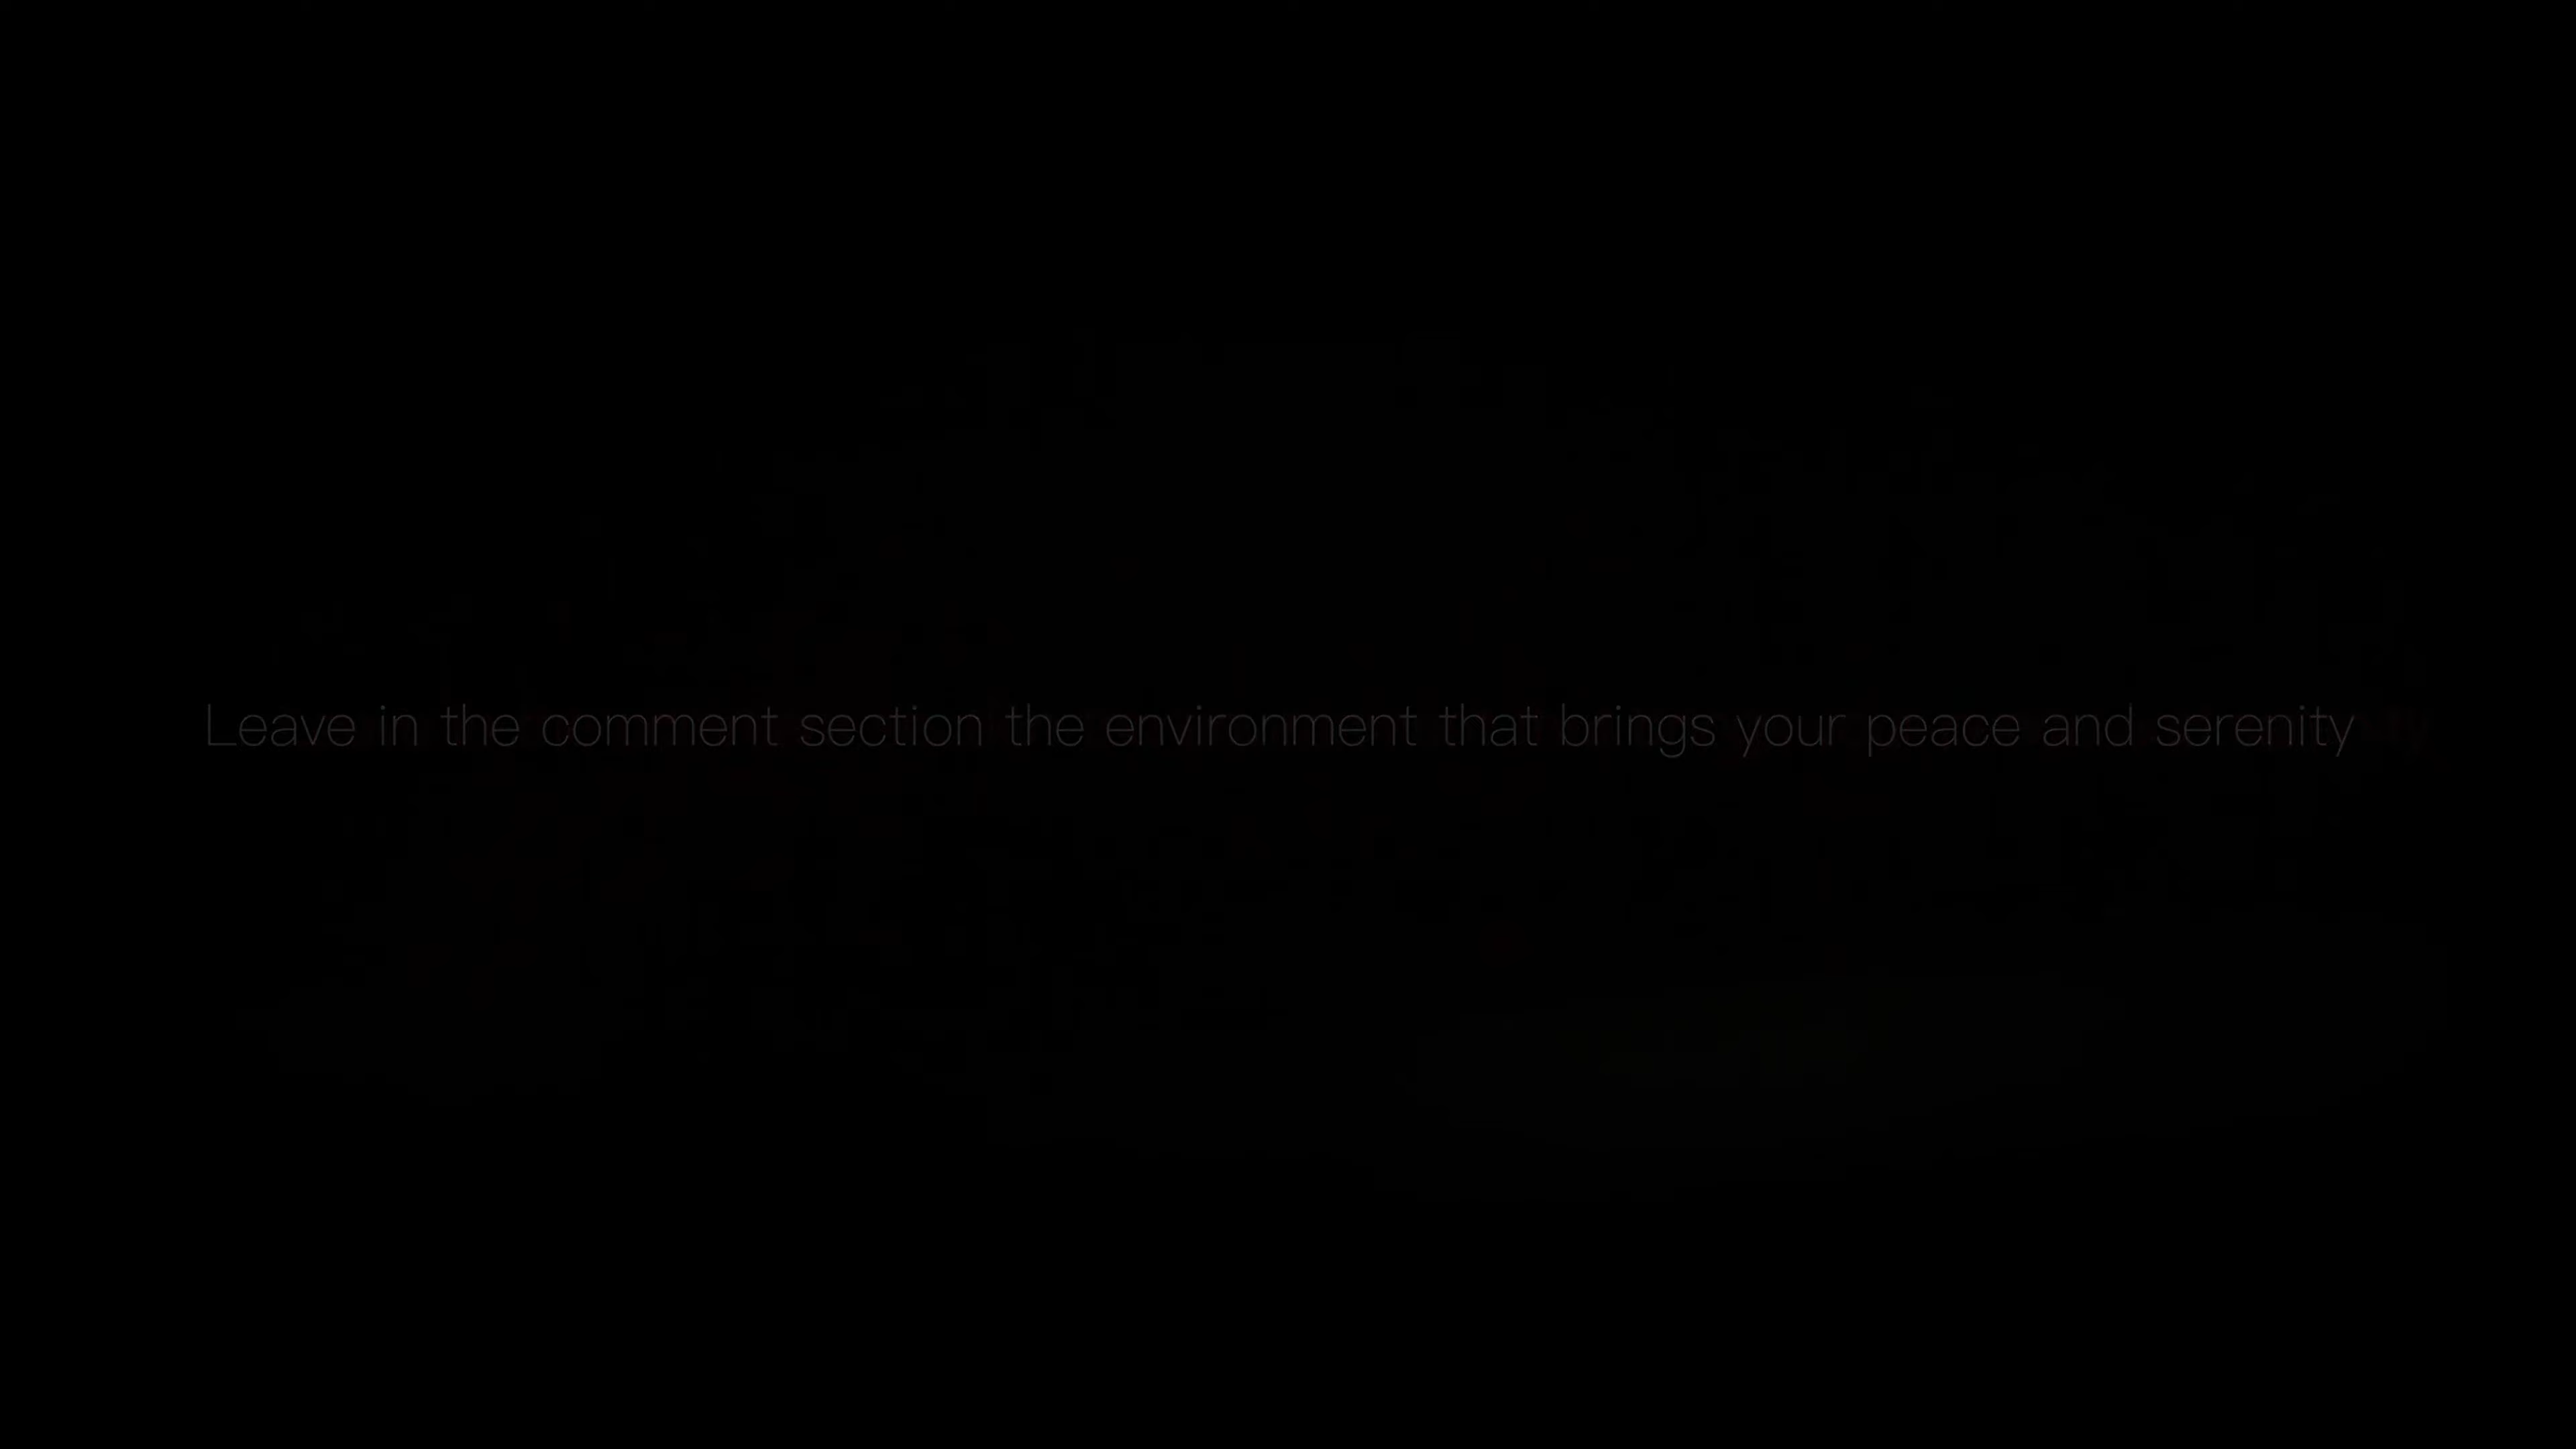 Leave in the comment section the environment that brings your peace and serenity